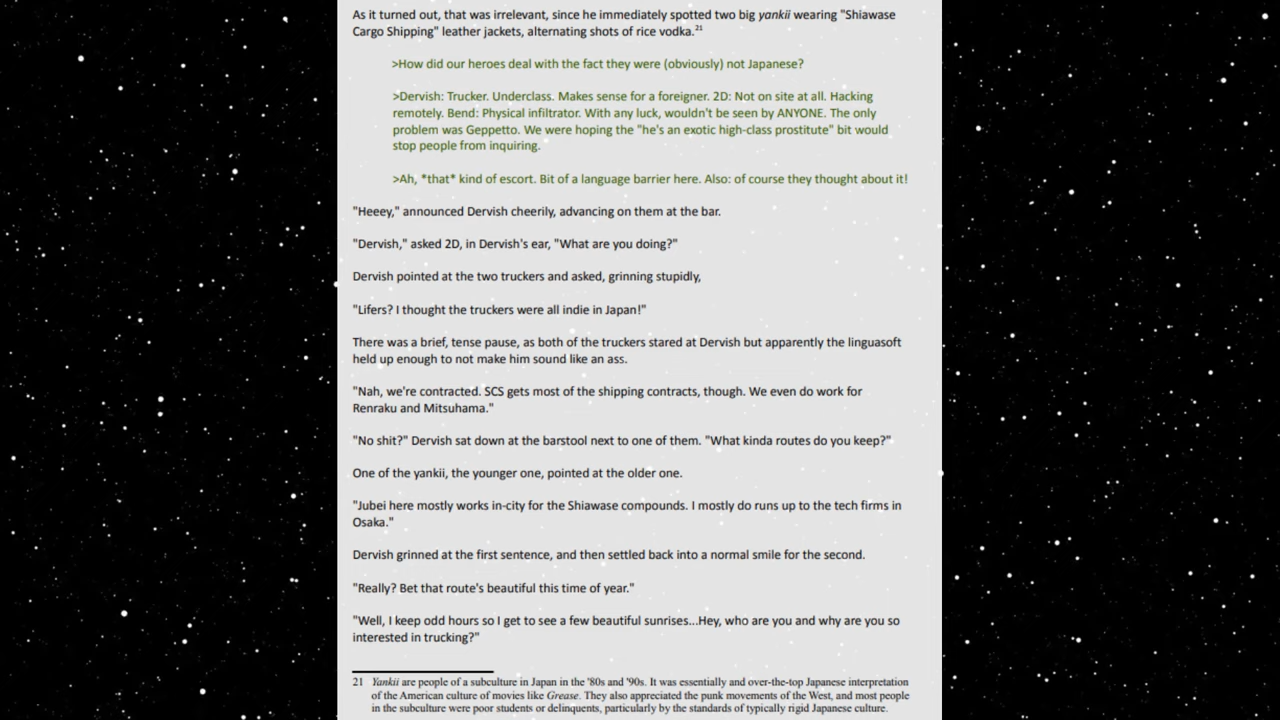 As it turned out, that was irrelevant, since he immediately spotted two big yankii wearing "Shiawase
Cargo Shipping" leather jackets, alternating shots of rice vodka.21
>How did our heroes deal with the fact they were (obviously) not Japanese?
>Dervish: Trucker. Underclass. Makes sense for a foreigner. 2D: Not on site at all. Hacking
remotely. Bend: Physical infiltrator. With any luck, wouldn't be seen by ANYONE. The only
problem was Geppetto. We were hoping the "he's an exotic high-class prostitute" bit would
stop people from inquiring.
>Ah, *that* kind of escort. Bit of a language barrier here. Also: of course they thought about it!
"Heeey," announced Dervish cheerily, advancing on them at the bar.
"Dervish," asked 2D, in Dervish's ear, "What are you doing?"
Dervish pointed at the two truckers and asked, grinning stupidly,
"Lifers? I thought the truckers were all indie in Japan!"
There was a brief, tense pause, as both of the truckers stared at Dervish but apparently the linguasoft
held up enough to not make him sound like an ass.
"Nah, we're contracted. SCS gets most of the shipping contracts, though. We even do work for
Renraku and Mitsuhama."
"No shit?" Dervish sat down at the barstool next to one of them. "What kinda routes do you keep?"
One of the yankii, the younger one, pointed at the older one.
"Jubei here mostly works in-city for the Shiawase compounds. I mostly do runs up to the tech firms in
Osaka."
Dervish grinned at the first sentence, and then settled back into a normal smile for the second.
"Really? Bet that route's beautiful this time of year."
"Well, I keep odd hours so I get to see a few beautiful sunrises...Hey, who are you and why are you so
interested in trucking?"
21 Yankii are people of a subculture in Japan in the '80s and '90s. It was essentially and over-the-top Japanese interpretation
of the American culture of movies like Grease. They also appreciated the punk movements of the West, and most people
in the subculture were poor students or delinquents, particularly by the standards of typically rigid Japanese culture.